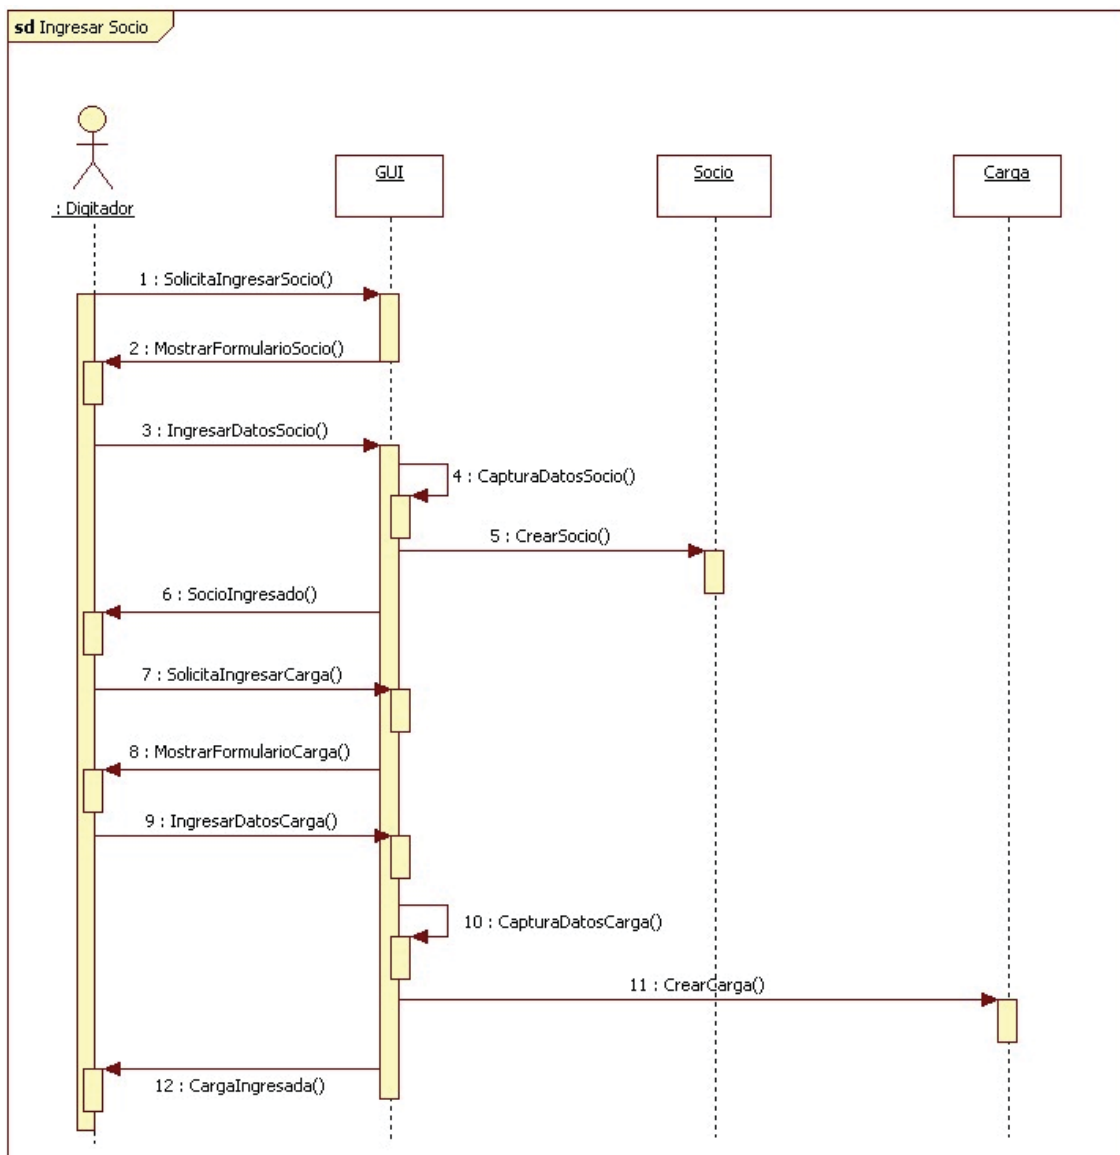 sd Ingresar Socio
: Digitador
GUI
Socio
Carga
1 : SolicitaIngresarSocio()
2 : MostrarFormularioSocio()
3 : IngresarDatosSocio()
4 : CapturaDatosSocio()
5 : CrearSocio()
6 : SocioIngresado()
7 : SolicitaIngresarCarga()
8 : MostrarFormularioCarga()
9 : IngresarDatosCarga()
10 : CapturaDatosCarga()
11 : CrearCarga()
12 : CargaIngresada()